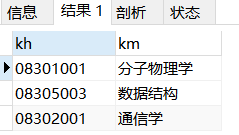 信息 结果 1 剖析 状态
kh km
08301001 分子物理学
08305003 数据结构
08302001 通信学